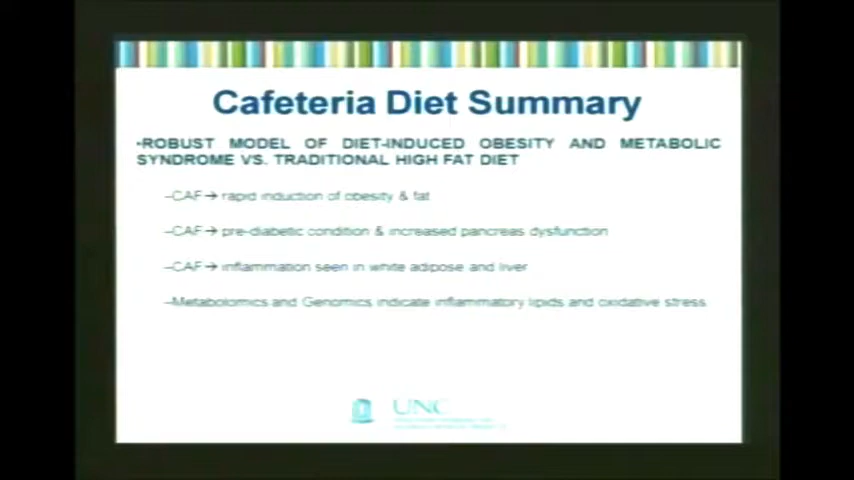 Cafeteria Diet Summary
•ROBUST MODEL OF DIET-INDUCED OBESITY AND METABOLIC
SYNDROME VS. TRADITIONAL HIGH FAT DIET
–CAF → rapid induction of obesity & fat
–CAF → pre-diabetic condition & increased pancreas dysfunction
–CAF → inflammation seen in white adipose and liver
–Metabolomics and Genomics indicate inflammatory lipids and oxidative stress
UNC